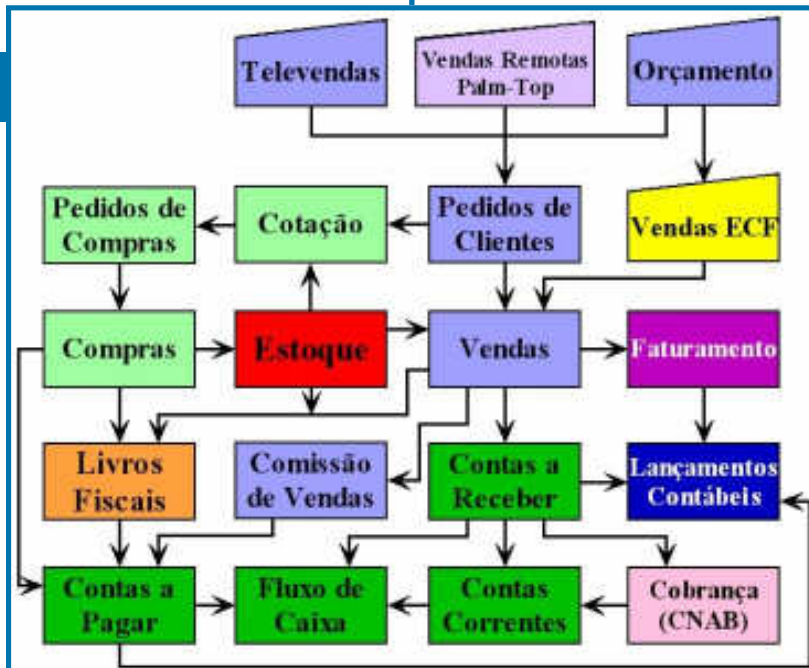 Televendas
Vendas Remotas
Palm-Top
Orçamento
Pedidos de
Compras
Cotação
Pedidos de
Clientes
Vendas ECF
Compras
Estoque
Vendas
Faturamento
Livros
Fiscais
Comissão
de Vendas
Contas a
Receber
Lançamentos
Contábeis
Contas a
Pagar
Fluxo de
Caixa
Contas
Correntes
Cobrança
(CNAB)